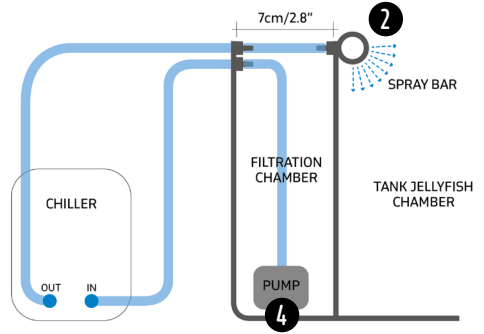 7cm/2.8”
2
SPRAY BAR
FILTRATION
CHAMBER
TANK JELLYFISH
CHAMBER
CHILLER
OUT IN
PUMP
4